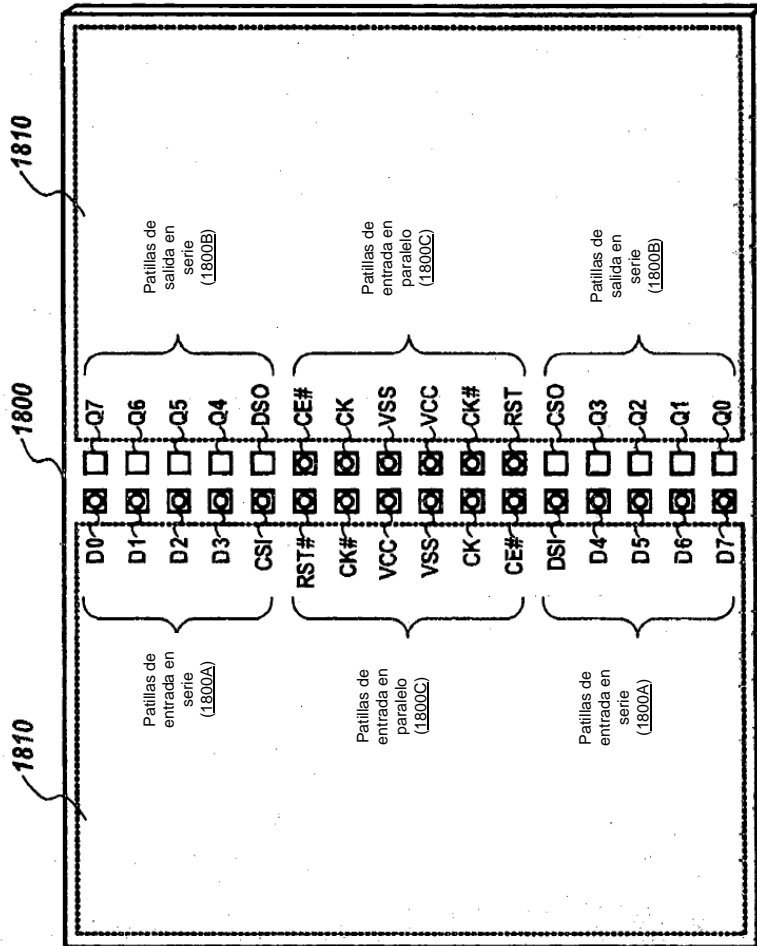 1800
1810
1810
Patillas de
entrada en
serie
(1800A)
Patillas de
entrada en
paralelo
(1800C)
Patillas de
entrada en
serie
(1800A)
D0
D1
D2
D3
CSI
RST#
CK#
VCC
VSS
CK
CE#
DSI
D4
D5
D6
D7
Q7
Q6
Q5
Q4
DSO
CE#
CK
VSS
VCC
CK#
RST
CSO
Q3
Q2
Q1
Q0
Patillas de
salida en
serie
(1800B)
Patillas de
entrada en
paralelo
(1800C)
Patillas de
salida en
serie
(1800B)